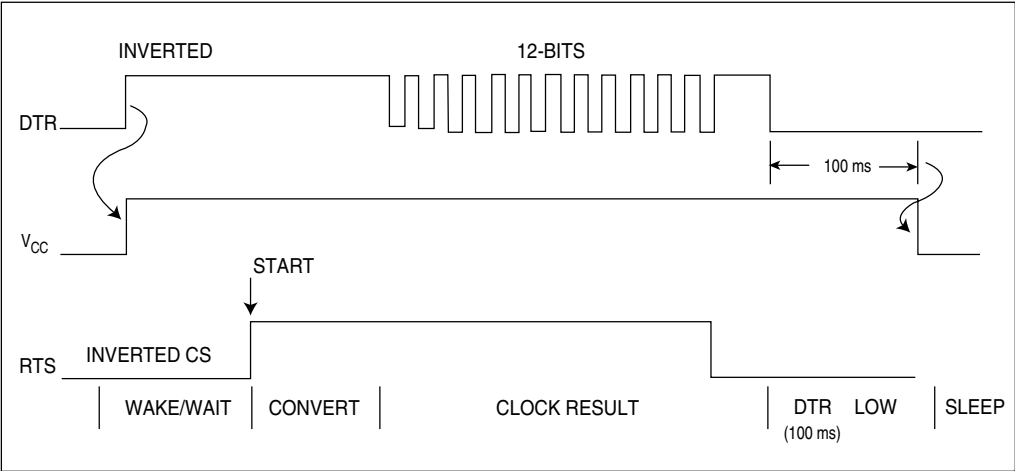 INVERTED
12-BITS
DTR
100 ms
VCC
START
INVERTED CS
RTS
WAKE/WAIT
CONVERT
CLOCK RESULT
DTR LOW
(100 ms)
SLEEP